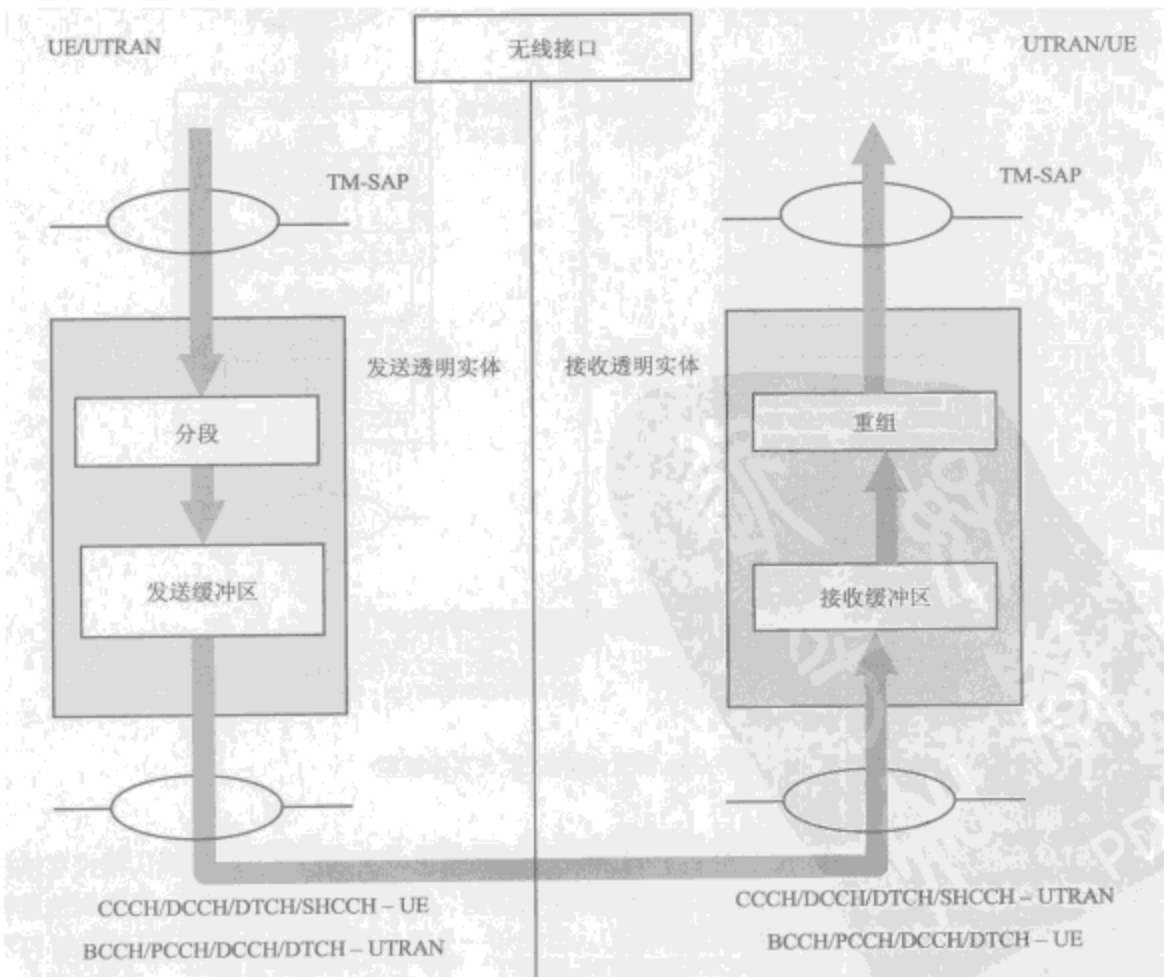 UE/UTRAN
无线接口
UTRAN/UE
TM-SAP
TM-SAP
发送透明实体
接收透明实体
分段
重组
发送缓冲区
接收缓冲区
CCCH/DCCH/DTCH/SHCCH – UE
CCCH/DCCH/DTCH/SHCCH – UTRAN
BCCH/PCCH/DCCH/DTCH – UTRAN
BCCH/PCCH/DCCH/DTCH – UE